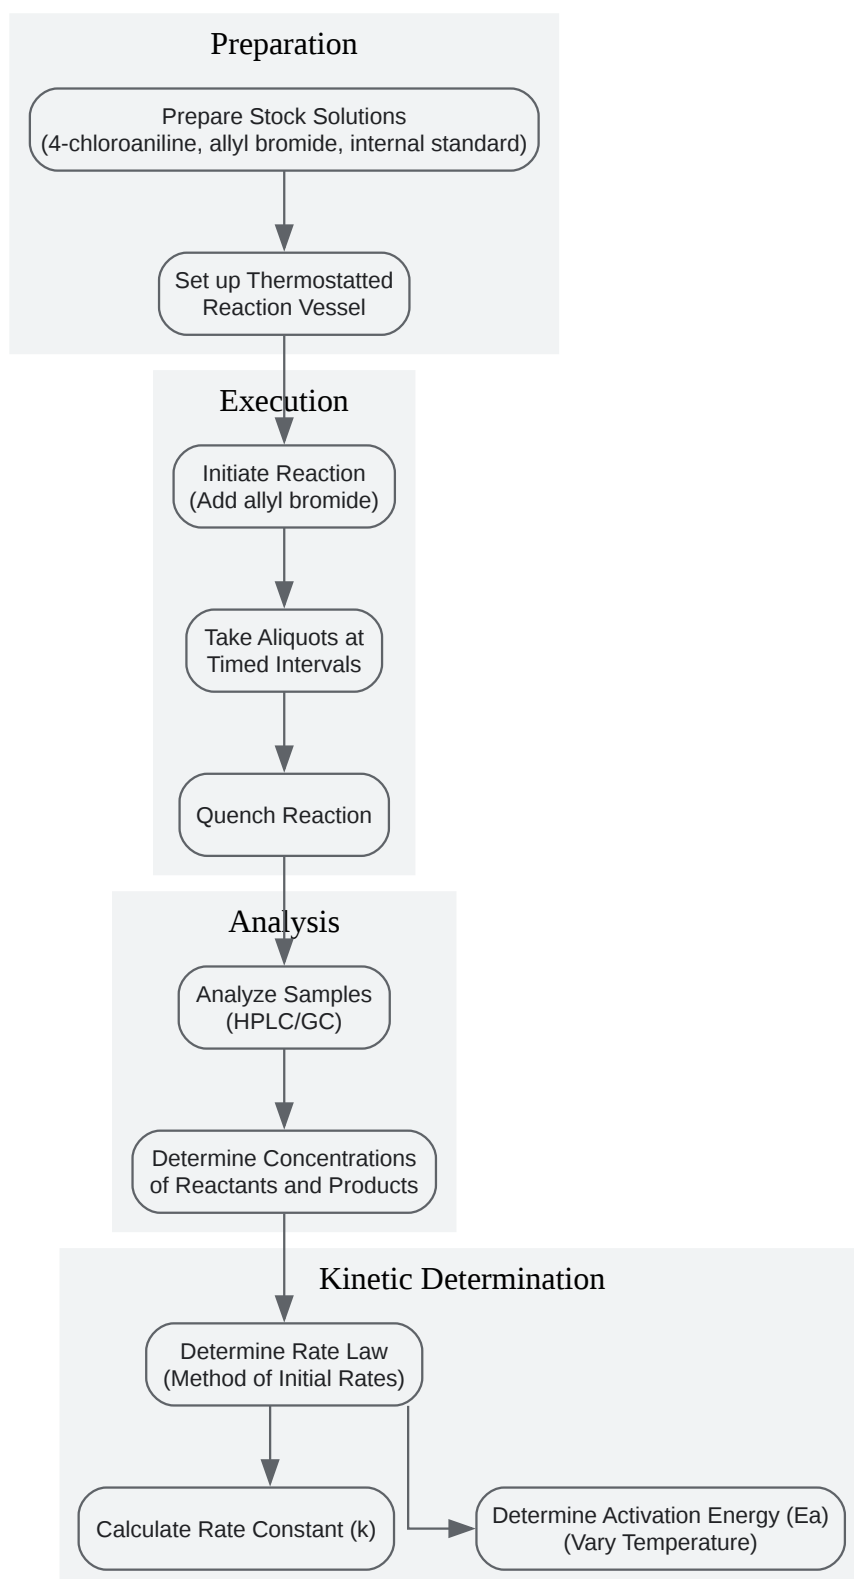 Preparation
Prepare Stock Solutions
(4-chloroaniline, allyl bromide, internal standard)
Set up Thermostatted
Reaction Vessel
Execution
Initiate Reaction
(Add allyl bromide)
Take Aliquots at
Timed Intervals
Quench Reaction
Analysis
Analyze Samples
(HPLC/GC)
Determine Concentrations
of Reactants and Products
Kinetic Determination
Determine Rate Law
(Method of Initial Rates)
Calculate Rate Constant (k)
Determine Activation Energy (Ea)
(Vary Temperature)